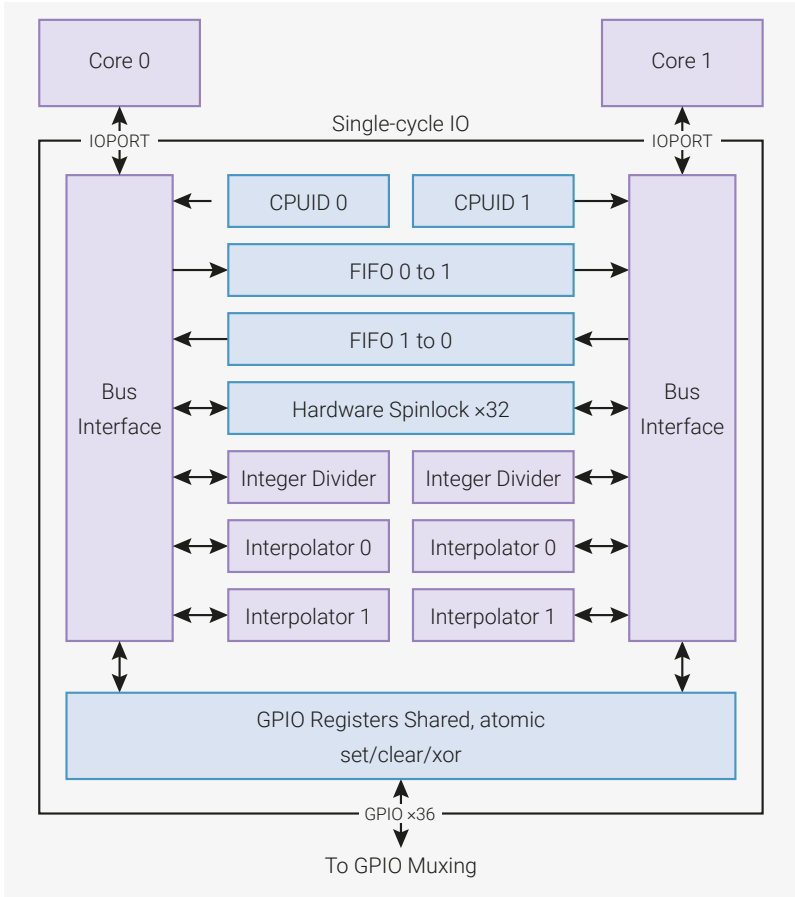 Core 0
Core 1
Single-cycle IO
IOPORT
IOPORT
CPUID 0
CPUID 1
FIFO 0 to 1
FIFO 1 to 0
Bus
Interface
Bus
Interface
Hardware Spinlock ×32
Integer Divider
Integer Divider
Interpolator 0
Interpolator 0
Interpolator 1
Interpolator 1
GPIO Registers Shared, atomic
set/clear/xor
GPIO ×36
To GPIO Muxing